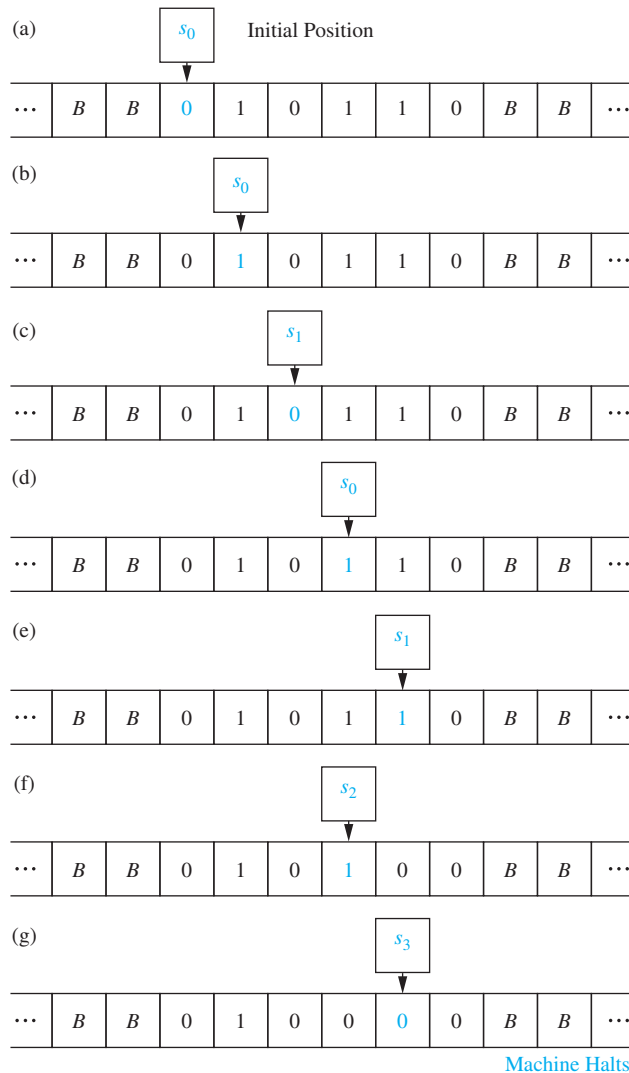 (a) s0 Initial Position
... B B 0 1 0 1 1 0 B B ...
(b) s0
... B B 0 1 0 1 1 0 B B ...
(c) s1
... B B 0 1 0 1 1 0 B B ...
(d) s0
... B B 0 1 0 1 1 0 B B ...
(e) s1
... B B 0 1 0 1 1 0 B B ...
(f) s2
... B B 0 1 0 1 0 0 B B ...
(g) s3
... B B 0 1 0 0 0 0 B B ...
Machine Halts